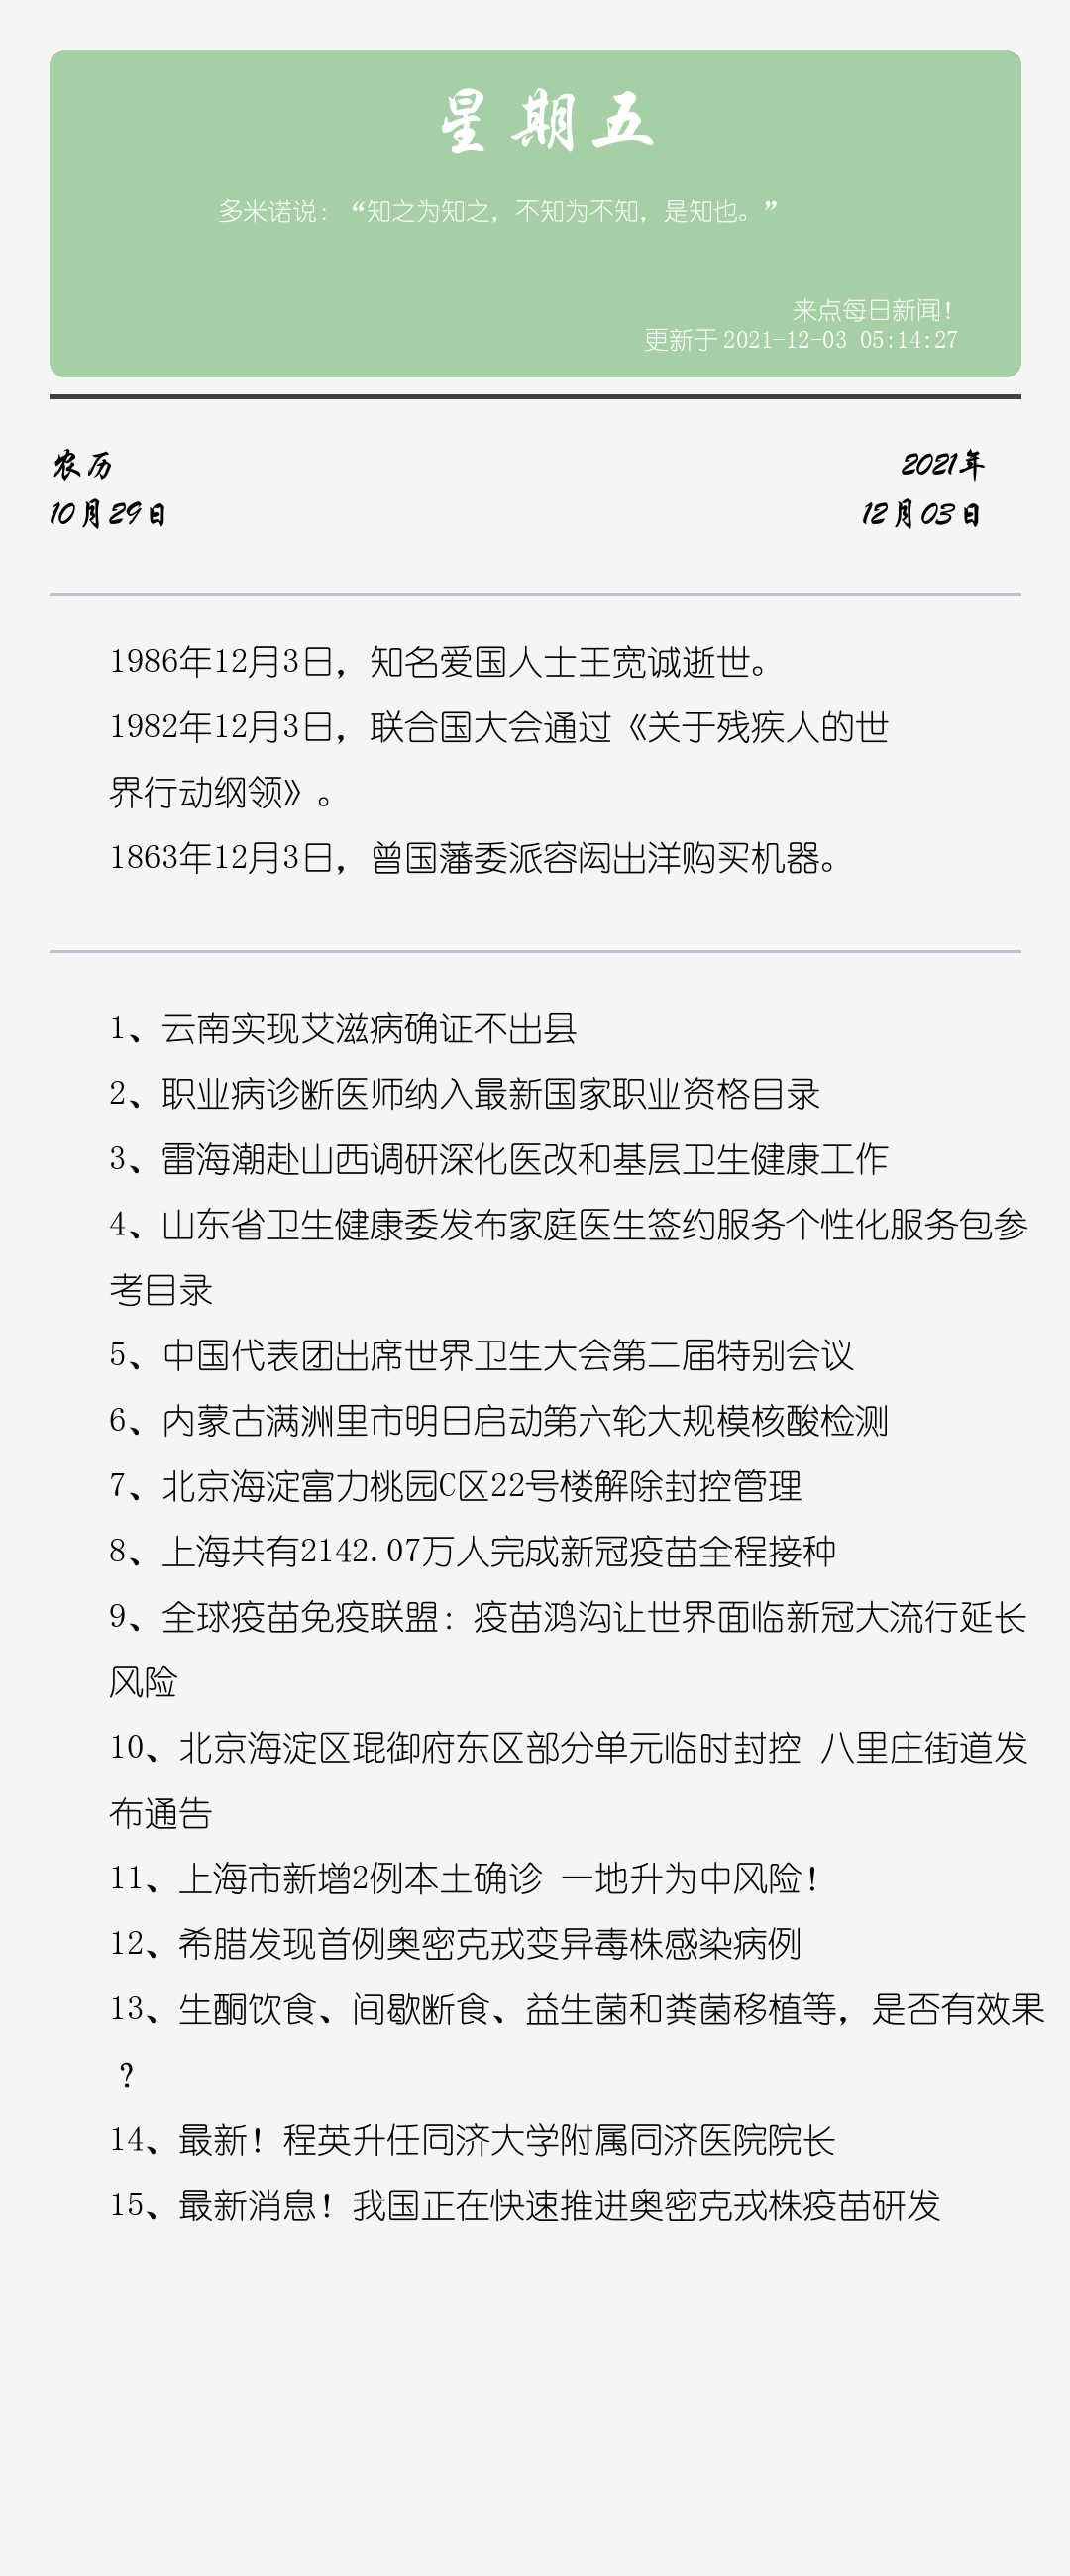 星期五
多米诺说：“知之为知之，不知为不知，是知也。”
来点每日新闻！
更新于2021-12-03 05:14:27
农历
2021年
10月29日
12月03日
1986年12月3日，知名爱国人士王宽诚逝世。
1982年12月3日，联合国大会通过《关于残疾人的世
界行动纲领》。
1863年12月3日，曾国藩委派容闳出洋购买机器。
1、云南实现艾滋病确证不出县
2、职业病诊断医师纳入最新国家职业资格目录
3、雷海潮赴山西调研深化医改和基层卫生健康工作
4、山东省卫生健康委发布家庭医生签约服务个性化服务包参
考目录
5、中国代表团出席世界卫生大会第二届特别会议
6、内蒙古满洲里市明日启动第六轮大规模核酸检测
7、北京海淀富力桃园C区22号楼解除封控管理
8、上海共有2142.07万人完成新冠疫苗全程接种
9、全球疫苗免疫联盟：疫苗鸿沟让世界面临新冠大流行延长
风险
10、北京海淀区琨御府东区部分单元临时封控 八里庄街道发
布通告
11、上海市新增2例本土确诊 一地升为中风险！
12、希腊发现首例奥密克戎变异毒株感染病例
13、生酮饮食、间歇断食、益生菌和粪菌移植等，是否有效果
？
14、最新！程英升任同济大学附属同济医院院长
15、最新消息！我国正在快速推进奥密克戎株疫苗研发